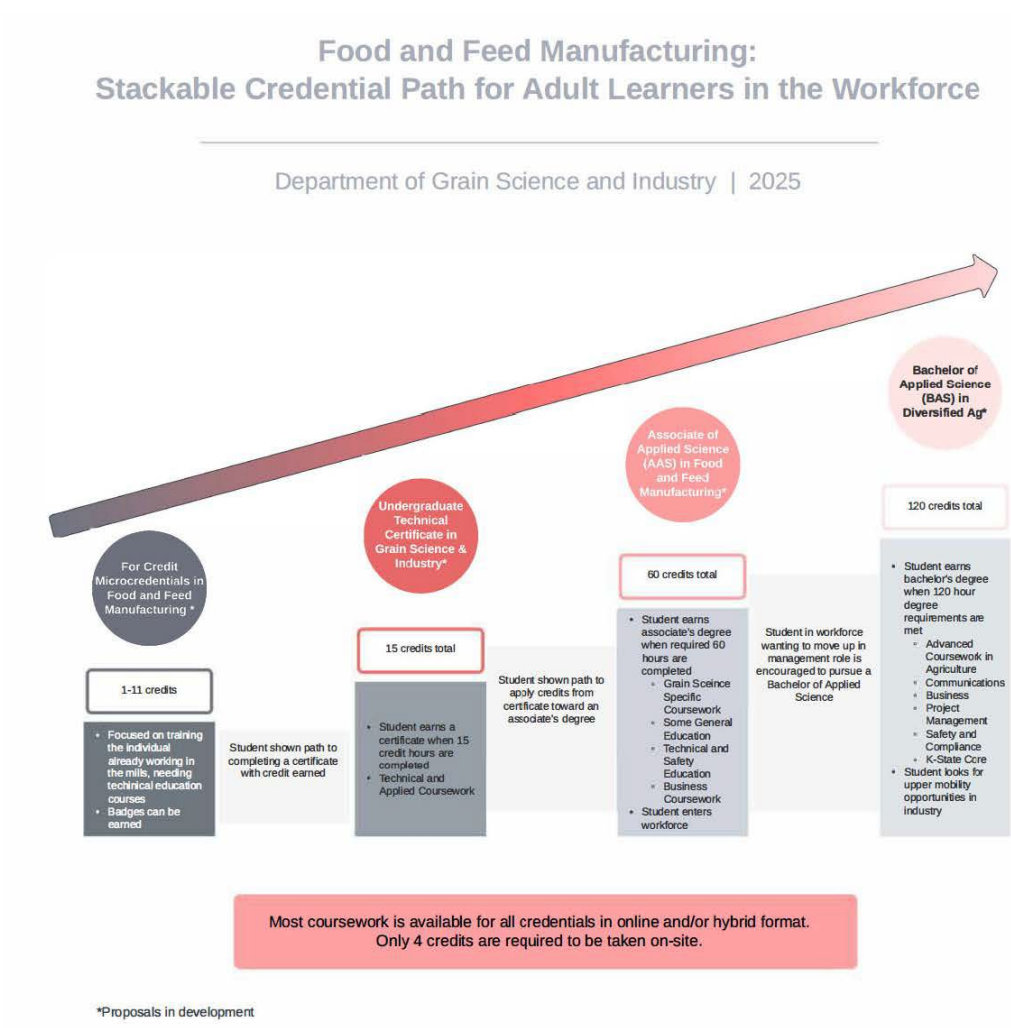 Food and Feed Manufacturing:
Stackable Credential Path for Adult Learners in the Workforce
Department of Grain Science and Industry | 2025
For Credit
Microcredentials in
Food and Feed
Manufacturing *
1-11 credits
• Focused on training
the individual
already working in
the mills, needing
techinical education
courses
• Badges can be
earned
Student shown path to
completing a certificate
with credit earned
Undergraduate
Technical
Certificate in
Grain Science &
Industry*
15 credits total
• Student earns a
certificate when 15
credit hours are
completed
• Technical and
Applied Coursework
Student shown path to
apply credits from
certificate toward an
associate's degree
Associate of
Applied Science
(AAS) in Food
and Feed
Manufacturing*
60 credits total
• Student earns
associate's degree
when required 60
hours are
completed
▫ Grain Sceince
Specific
Coursework
▫ Some General
Education
▫ Technical and
Safety
Education
▫ Business
Coursework
• Student enters
workforce
Student in workforce
wanting to move up in
management role is
encouraged to pursue a
Bachelor of Applied
Science
Bachelor of
Applied Science
(BAS) in
Diversified Ag*
120 credits total
• Student earns
bachelor's degree
when 120 hour
degree
requirements are
met
▫ Advanced
Coursework in
Agriculture
▫ Communications
▫ Business
▫ Project
Management
▫ Safety and
Compliance
▫ K-State Core
• Student looks for
upper mobility
opportunities in
industry
Most coursework is available for all credentials in online and/or hybrid format.
Only 4 credits are required to be taken on-site.
*Proposals in development